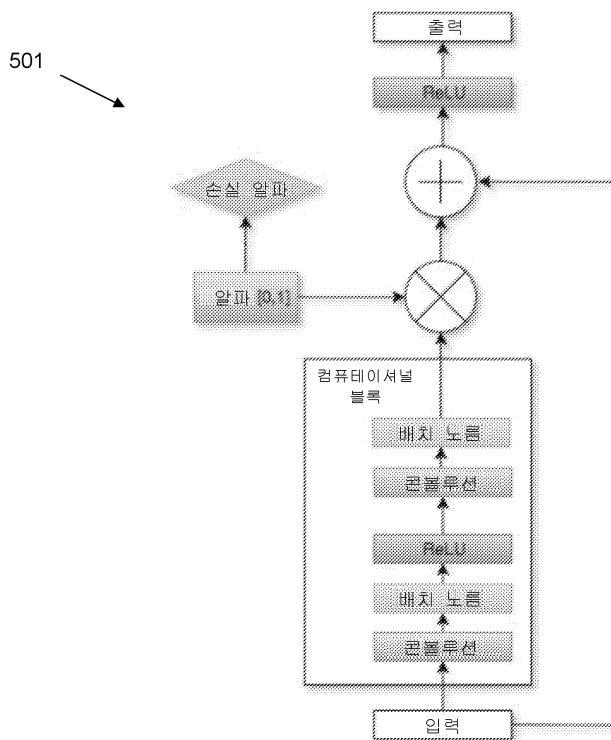 출력
501
ReLU
손실 알파
알파 [0,1]
컴퓨테이셔널
블록
배치 노름
콘볼루션
ReLU
배치 노름
콘볼루션
입력